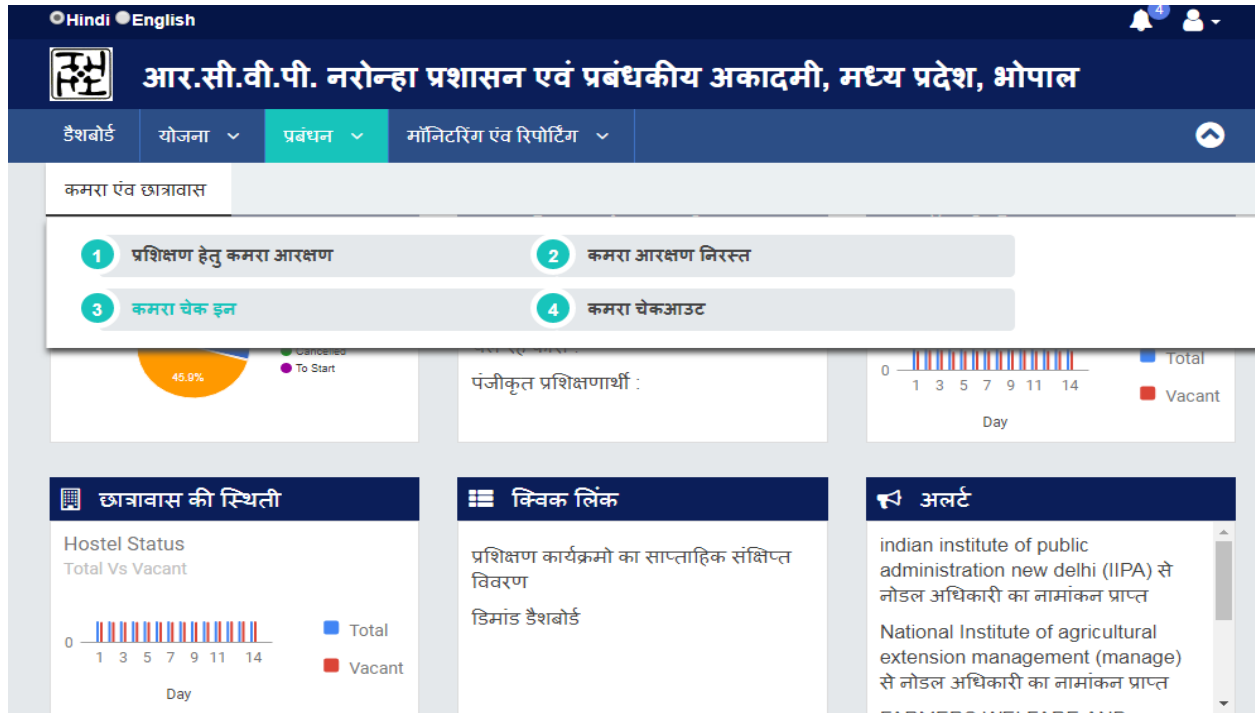 Hindi English
4
आर.सी.वी.पी. नरोन्हा प्रशासन एवं प्रबंधकीय अकादमी, मध्य प्रदेश, भोपाल
डैशबोर्ड योजना प्रबंधन मॉनिटरिंग एंव रिपोर्टिंग
कमरा एंव छात्रावास
1 प्रशिक्षण हेतु कमरा आरक्षण 2 कमरा आरक्षण निरस्त
3 कमरा चेक इन 4 कमरा चेकआउट
Cancelled
To Start
45.9%
पंजीकृत प्रशिक्षणार्थी :
0
1 3 5 7 9 11 14
Day
Total
Vacant
छात्रावास की स्थिती
Hostel Status
Total Vs Vacant
0
1 3 5 7 9 11 14
Day
Total
Vacant
क्विक लिंक
प्रशिक्षण कार्यक्रमो का साप्ताहिक संक्षिप्त
विवरण
डिमांड डैशबोर्ड
अलर्ट
indian institute of public
administration new delhi (IIPA) से
नोडल अधिकारी का नामांकन प्राप्त
National Institute of agricultural
extension management (manage)
से नोडल अधिकारी का नामांकन प्राप्त